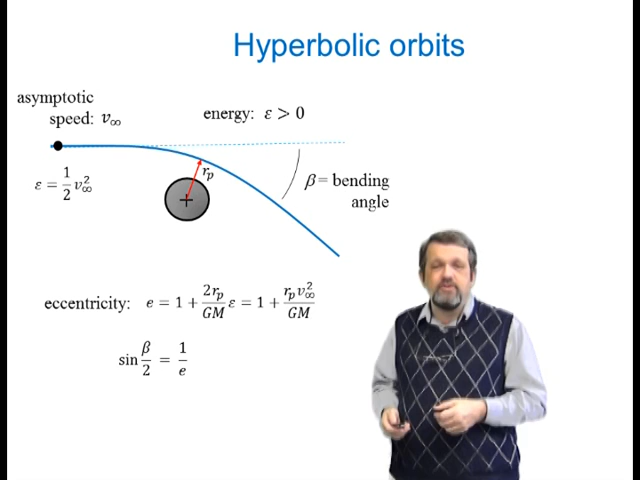 Hyperbolic orbits
asymptotic
speed: v∞
energy: ε > 0
r_p
ε = 1/2 v∞²
β = bending
angle
eccentricity: e = 1 + 2r_p/GM ε = 1 + r_p v∞²/GM
sin β/2 = 1/e